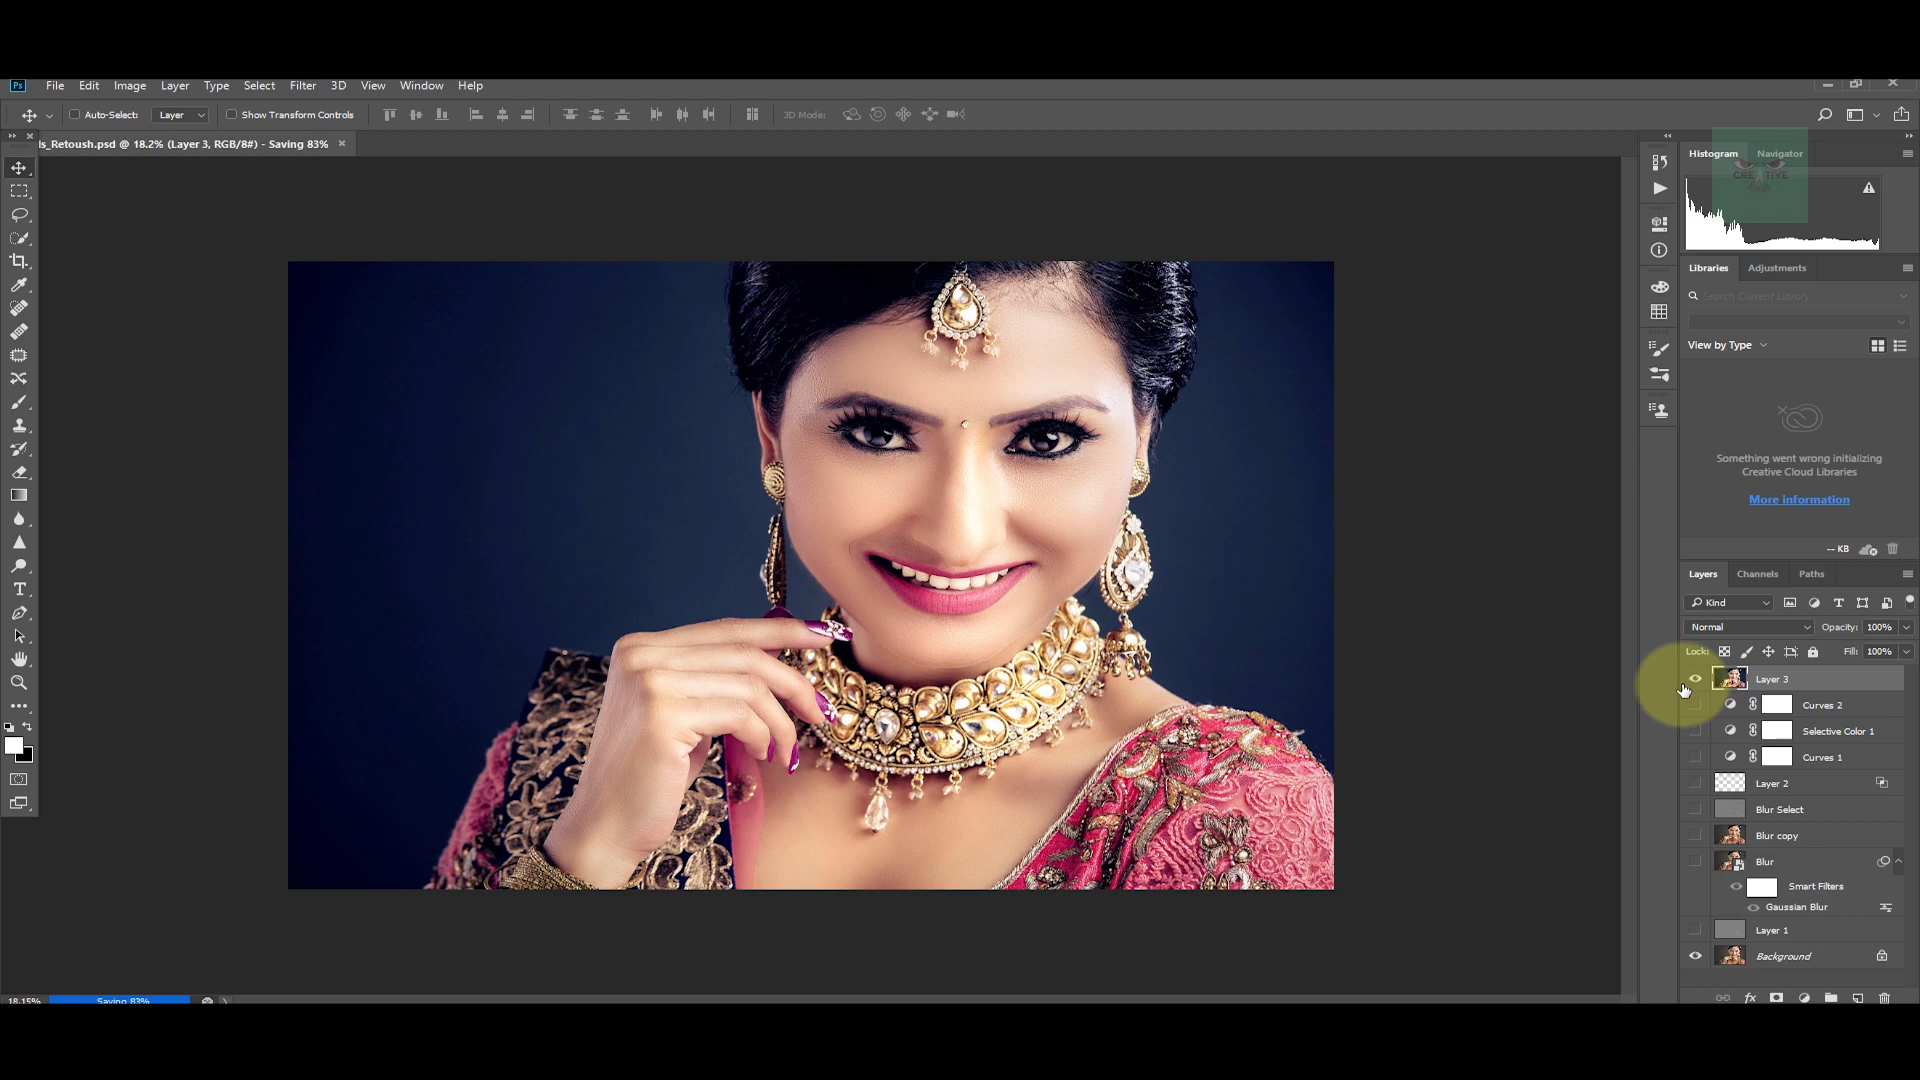 Ps File Edit Image Layer Type Select Filter 3D View Window Help
Auto-Select: Layer Show Transform Controls 3D Mode:
ls_Retoush.psd @ 18.2% (Layer 3, RGB/8#) - Saving 83%
Histogram Navigator
CREATIVE
Libraries Adjustments
Search Current Library
View by Type
Something went wrong initializing
Creative Cloud Libraries
More information
-- KB
Layers Channels Paths
Kind
Normal Opacity: 100%
Lock: Fill: 100%
Layer 3
Curves 2
Selective Color 1
Curves 1
Layer 2
Blur Select
Blur copy
Blur
Smart Filters
Gaussian Blur
Layer 1
Background
18.15% Saving 83%